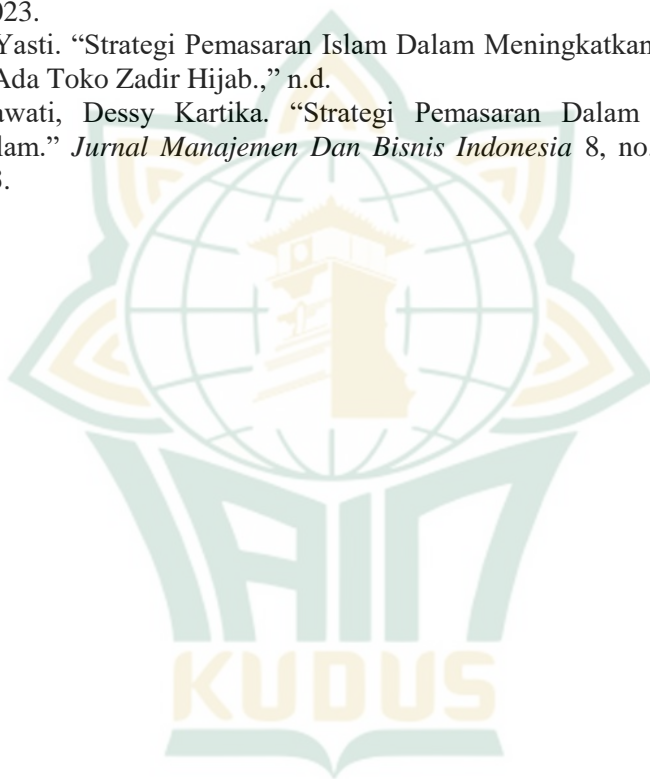 023.
Yasti. “Strategi Pemasaran Islam Dalam Meningkatkan
Ada Toko Zadir Hijab.,” n.d.
awati, Dessy Kartika. “Strategi Pemasaran Dalam
lam.” Jurnal Manajemen Dan Bisnis Indonesia 8, no.
3.
IAIN
KUDUS